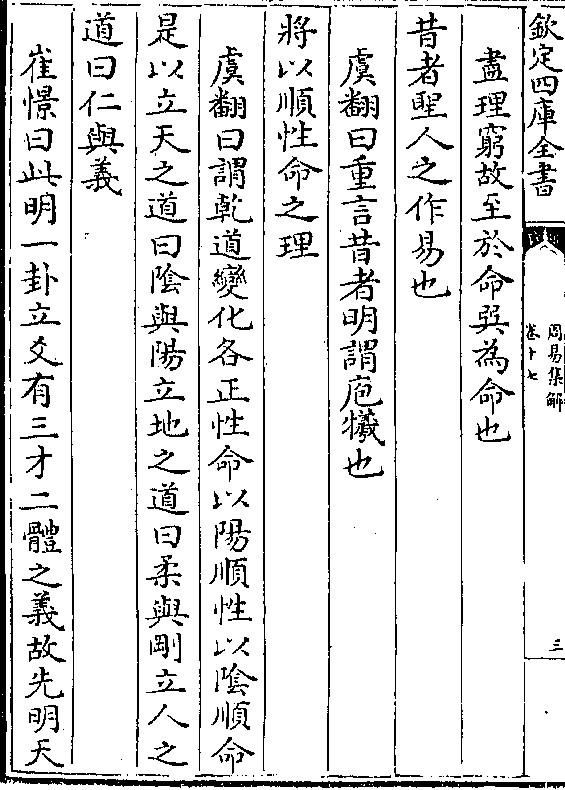 欽定四庫全書
周易集解
卷十七
三
盡理窮故至於命巽為命也
昔者聖人之作易也
虞翻曰重言昔者明謂庖犧也
將以順性命之理
虞翻曰謂乾道變化各正性命以陽順性以陰順命
是以立天之道曰陰與陽立地之道曰柔與剛立人之
道曰仁與義
崔憬曰此明一卦立爻有三才二體之義故先明天